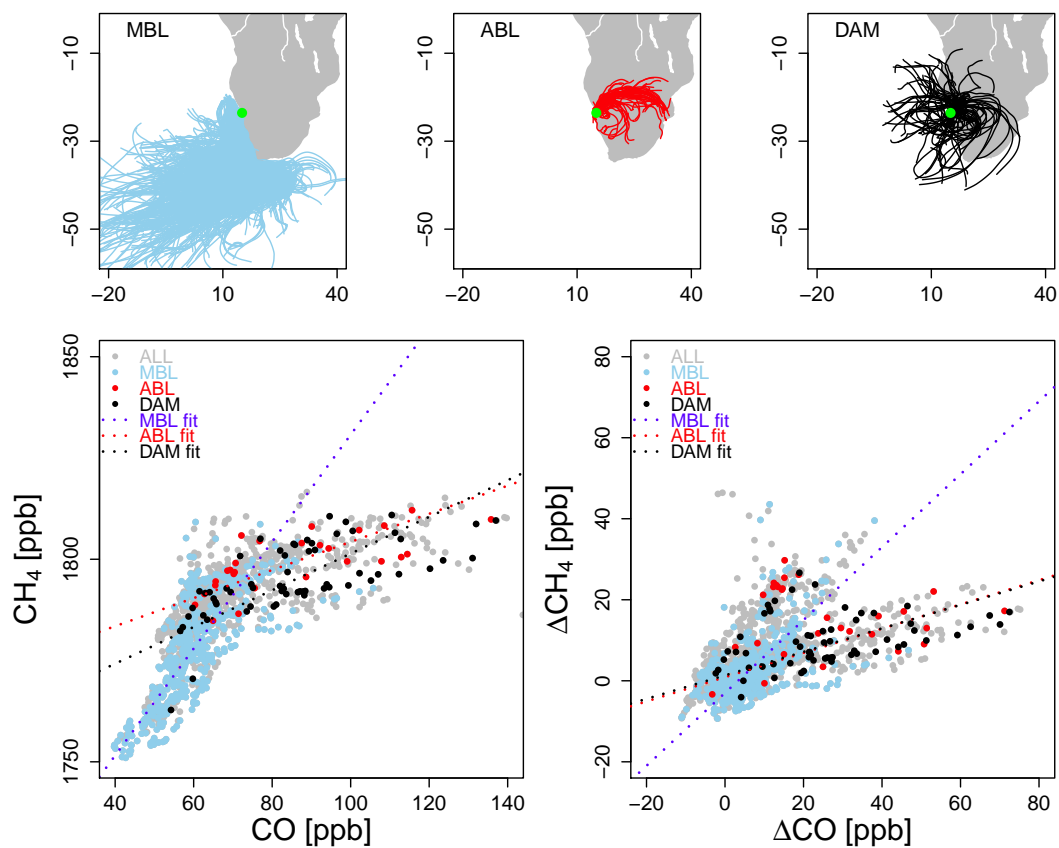 MBL
−10
−30
−50
−20
10
40
ABL
−10
−30
−50
−20
10
40
DAM
−10
−30
−50
−20
10
40
ALL
MBL
ABL
DAM
MBL fit
ABL fit
DAM fit
1850
1800
1750
CH₄ [ppb]
40
60
80
100
120
140
CO [ppb]
ALL
MBL
ABL
DAM
MBL fit
ABL fit
DAM fit
80
60
40
20
0
−20
ΔCH₄ [ppb]
−20
0
20
40
60
80
ΔCO [ppb]